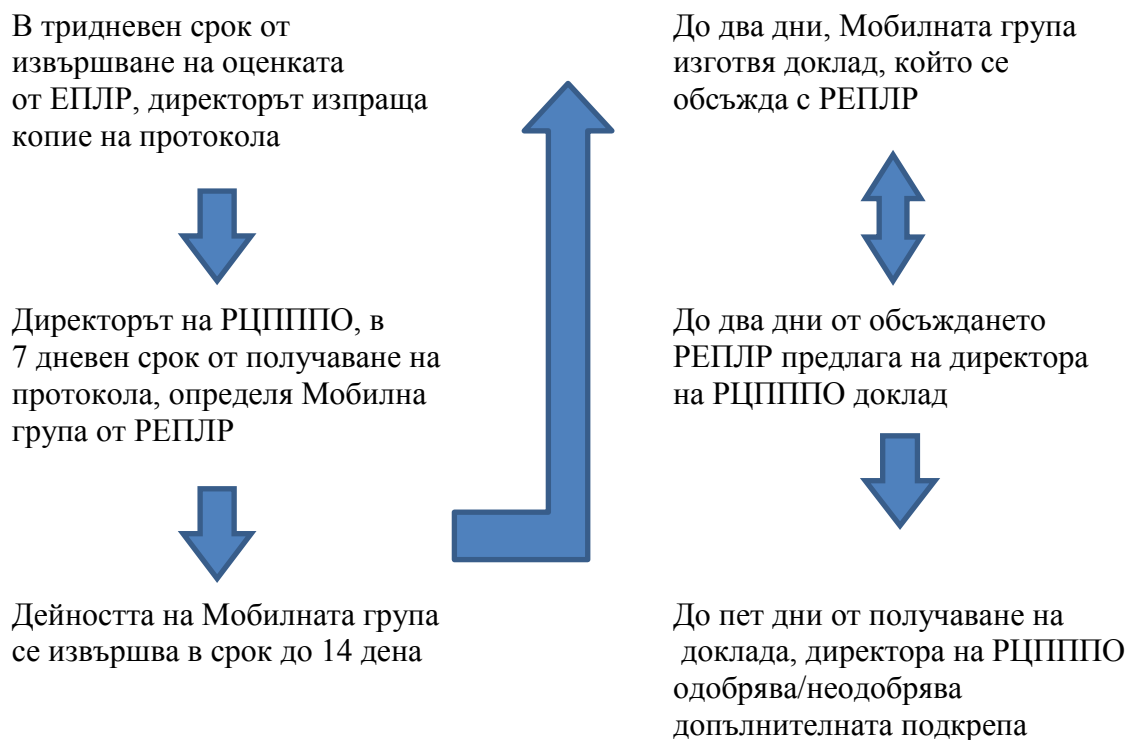 В тридневен срок от
извършване на оценката
от ЕПЛР, директорът изпраща
копие на протокола
Директорът на РЦПППО, в
7 дневен срок от получаване на
протокола, определя Мобилна
група от РЕПЛР
Дейността на Мобилната група
се извършва в срок до 14 дена
До два дни, Мобилната група
изготвя доклад, който се
обсъжда с РЕПЛР
До два дни от обсъждането
РЕПЛР предлага на директора
на РЦПППО доклад
До пет дни от получаване на
доклада, директора на РЦПППО
одобрява/неодобрява
допълнителната подкрепа